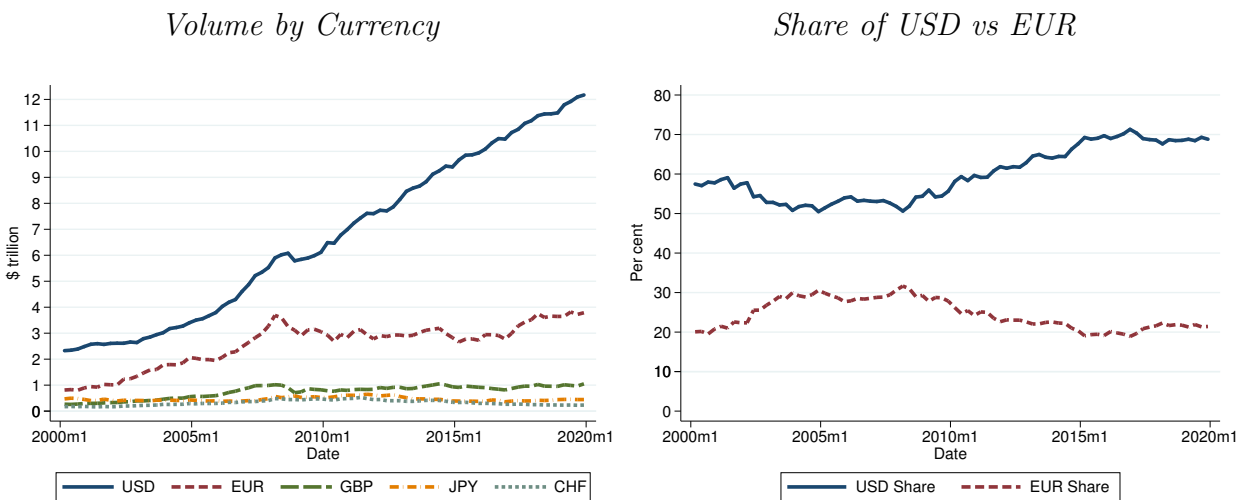 Volume by Currency
$ trillion
12
11
10
9
8
7
6
5
4
3
2
1
0
2000m1 2005m1 2010m1 2015m1 2020m1
Date
USD EUR GBP JPY CHF
Share of USD vs EUR
Per cent
80
70
60
50
40
30
20
10
0
2000m1 2005m1 2010m1 2015m1 2020m1
Date
USD Share EUR Share